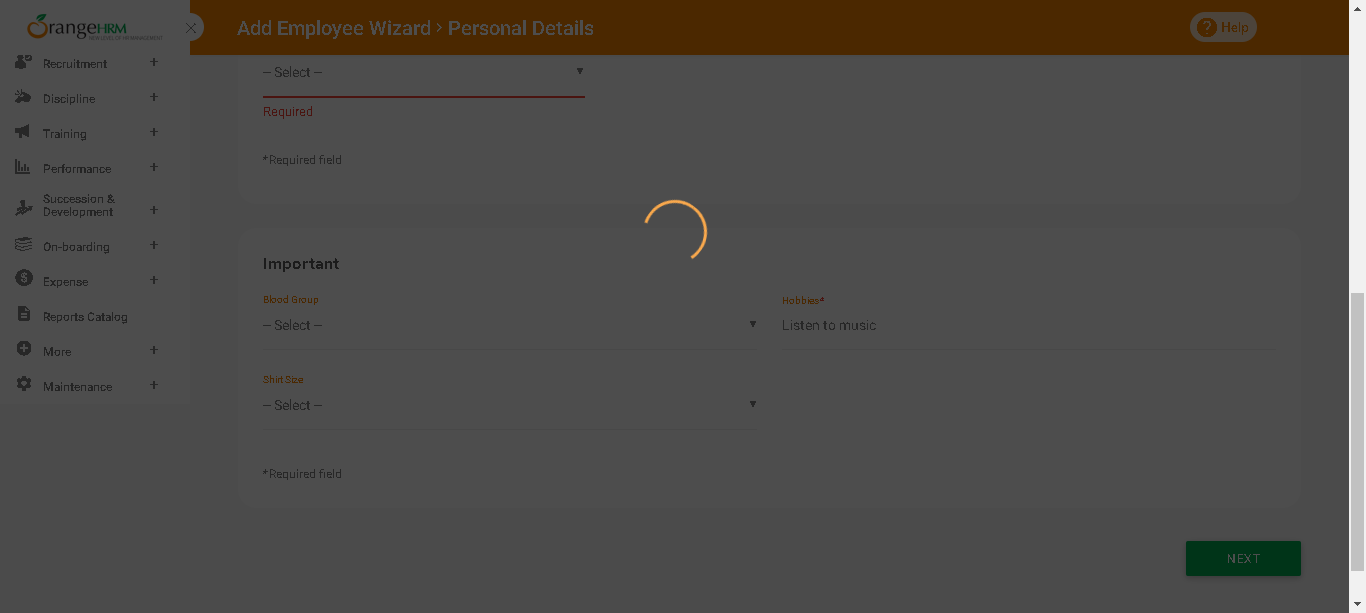 OrangeHRM
Add Employee Wizard > Personal Details
Help
Recruitment +
Discipline +
Training +
Performance +
Succession &
Development +
On-boarding +
Expense +
Reports Catalog
More +
Maintenance +
-- Select --
Required
*Required field
Important
Blood Group
Hobbies*
-- Select --
Listen to music
Shirt Size
-- Select --
*Required field
NEXT